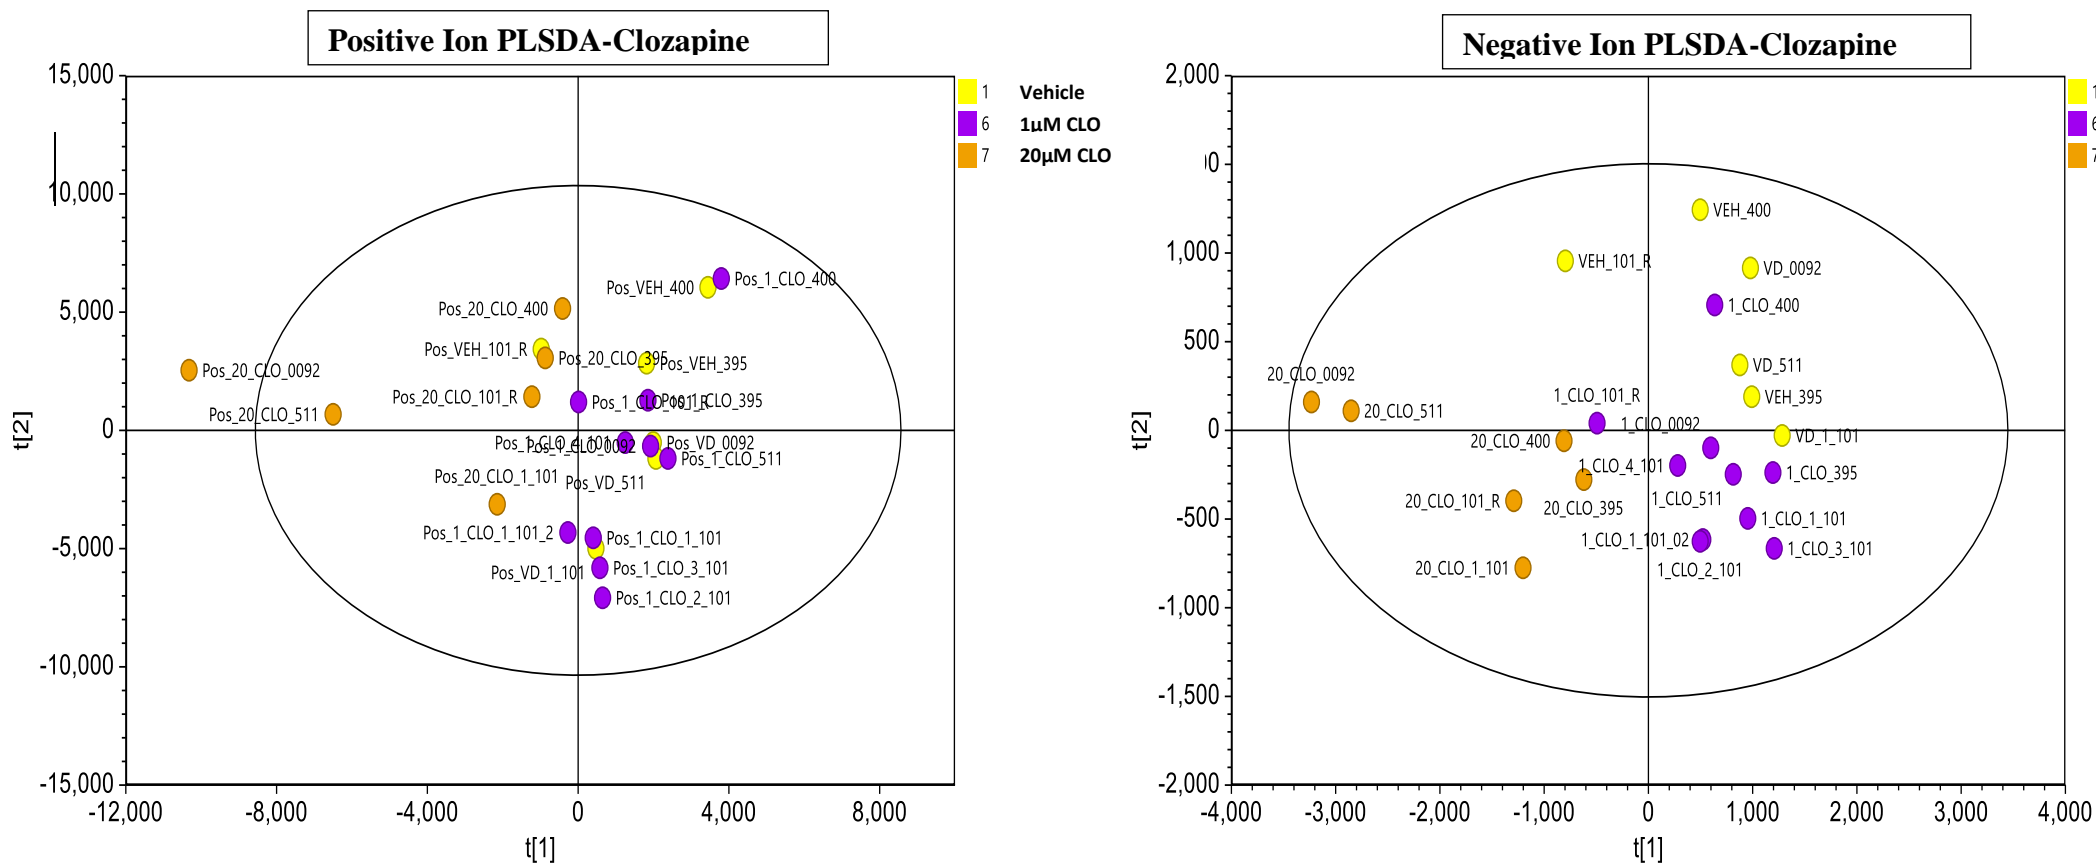 Positive Ion PLSDA-Clozapine
15,000
10,000
5,000
0
-5,000
-10,000
-15,000
t[2]
-12,000
-8,000
-4,000
0
4,000
8,000
t[1]
1 Vehicle
6 1µM CLO
7 20µM CLO
Pos_VEH_400
Pos_1_CLO_400
Pos_20_CLO_400
Pos_VEH_101_R
Pos_20_CLO_395
Pos_VEH_395
Pos_20_CLO_0092
Pos_20_CLO_101_R
Pos_1_CLO_101_R
Pos_1_CLO_395
Pos_20_CLO_511
Pos_1_CLO_4_101
Pos_1_CLO_0092
Pos_VD_0092
Pos_1_CLO_511
Pos_20_CLO_1_101
Pos_VD_511
Pos_1_CLO_1_101_2
Pos_1_CLO_1_101
Pos_VD_1_101
Pos_1_CLO_3_101
Pos_1_CLO_2_101
Negative Ion PLSDA-Clozapine
2,000
1,000
500
0
-500
-1,000
-1,500
-2,000
t[2]
-4,000
-3,000
-2,000
-1,000
0
1,000
2,000
3,000
4,000
t[1]
1
6
7
VEH_400
VEH_101_R
VD_0092
1_CLO_400
VD_511
20_CLO_0092
1_CLO_101_R
VEH_395
20_CLO_511
1_CLO_0092
VD_1_101
20_CLO_400
1_CLO_4_101
1_CLO_395
20_CLO_101_R
20_CLO_395
1_CLO_511
1_CLO_1_101
1_CLO_1_101_02
1_CLO_3_101
20_CLO_1_101
1_CLO_2_101